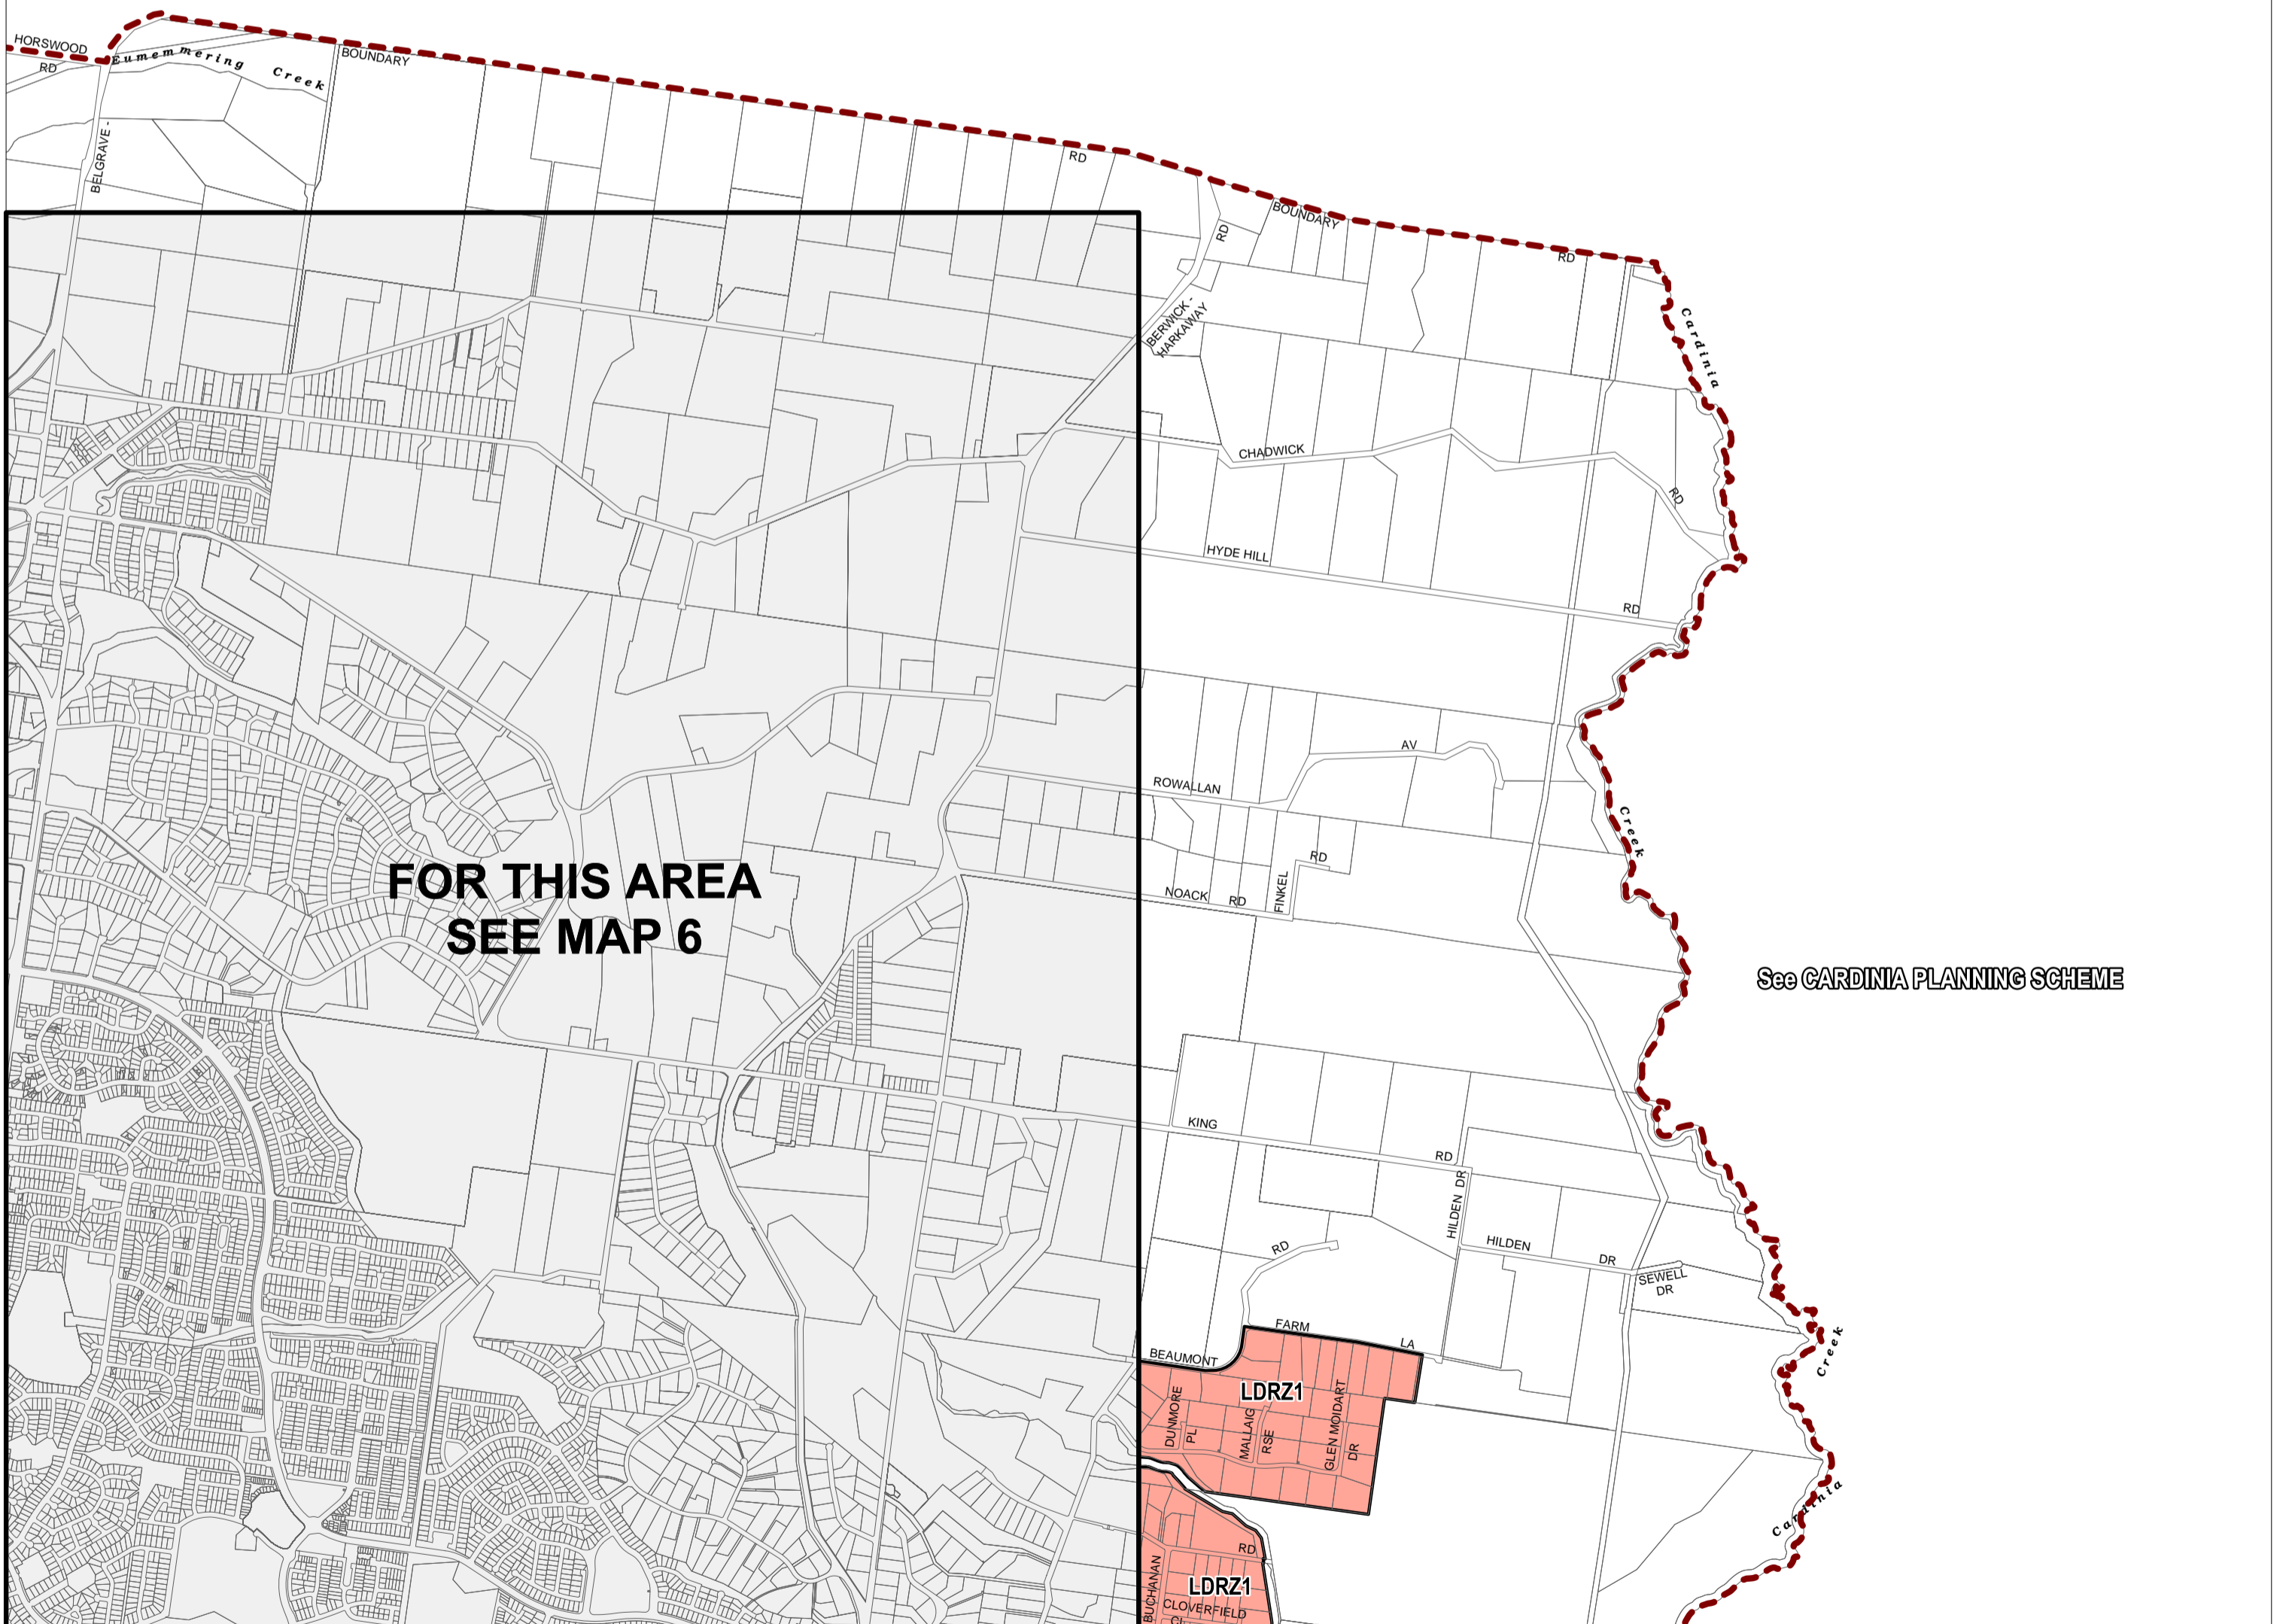 HORSWOOD
RD
Eumemmering Creek
BOUNDARY
BELGRAVE -
RD
BOUNDARY
RD
RD
BERWICK -
HARKAWAY
Cardinia
CHADWICK
RD
HYDE HILL
RD
AV
ROWALLAN
Creek
RD
FINKEL
NOACK RD
FOR THIS AREA
SEE MAP 6
See CARDINIA PLANNING SCHEME
KING
RD
HILDEN DR
HILDEN
DR
RD
SEWELL
DR
FARM
LA
BEAUMONT
Creek
LDRZ1
DUNMORE
PL
MALLAIG
RSE
GLEN MOIDART
DR
Cardinia
RD
BUCHANAN
LDRZ1
CLOVERFIELD